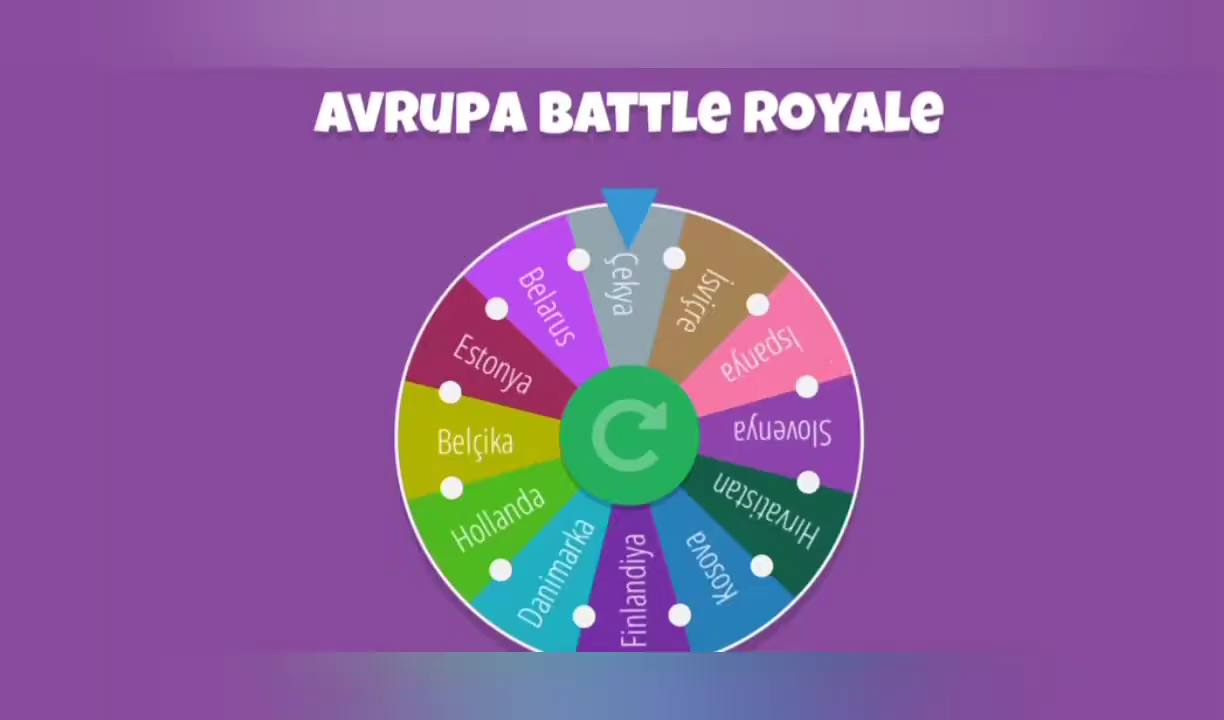 AVRUPA BATTLE ROYALE
Çekya
İsviçre
İspanya
Slovenya
Hırvatistan
Kosova
Finlandiya
Danimarka
Hollanda
Belçika
Estonya
Belarus